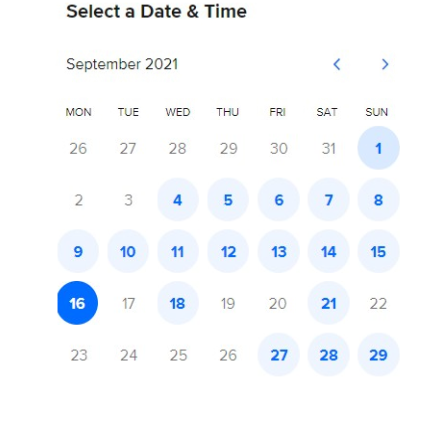 Select a Date & Time
September 2021
MON TUE WED THU FRI SAT SUN
26 27 28 29 30 31 1
2 3 4 5 6 7 8
9 10 11 12 13 14 15
16 17 18 19 20 21 22
23 24 25 26 27 28 29